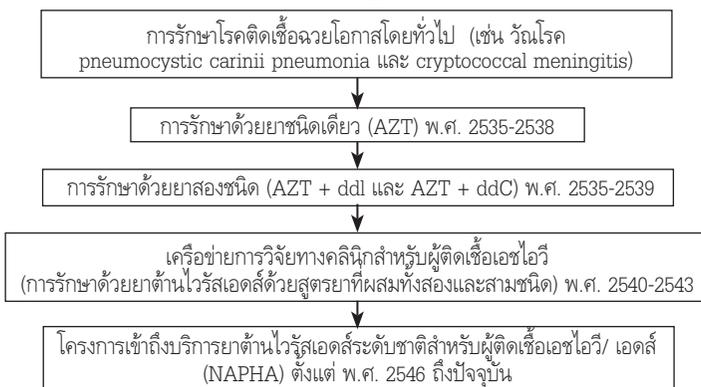 การรักษาโรคติดเชื้อฉวยโอกาสโดยทั่วไป (เช่น วัณโรค
pneumocystic carinii pneumonia และ cryptococcal meningitis)
การรักษาด้วยยาชนิดเดียว (AZT) พ.ศ. 2535-2538
การรักษาด้วยยาสองชนิด (AZT + ddl และ AZT + ddC) พ.ศ. 2535-2539
เครือข่ายการวิจัยทางคลินิกสำหรับผู้ติดเชื้อเอชไอวี
(การรักษาด้วยยาต้านไวรัสเอดส์ด้วยสูตรยาที่ผสมทั้งสองและสามชนิด) พ.ศ. 2540-2543
โครงการเข้าถึงบริการยาต้านไวรัสเอดส์ระดับชาติสำหรับผู้ติดเชื้อเอชไอวี/ เอดส์
(NAPHA) ตั้งแต่ พ.ศ. 2546 ถึงปัจจุบัน